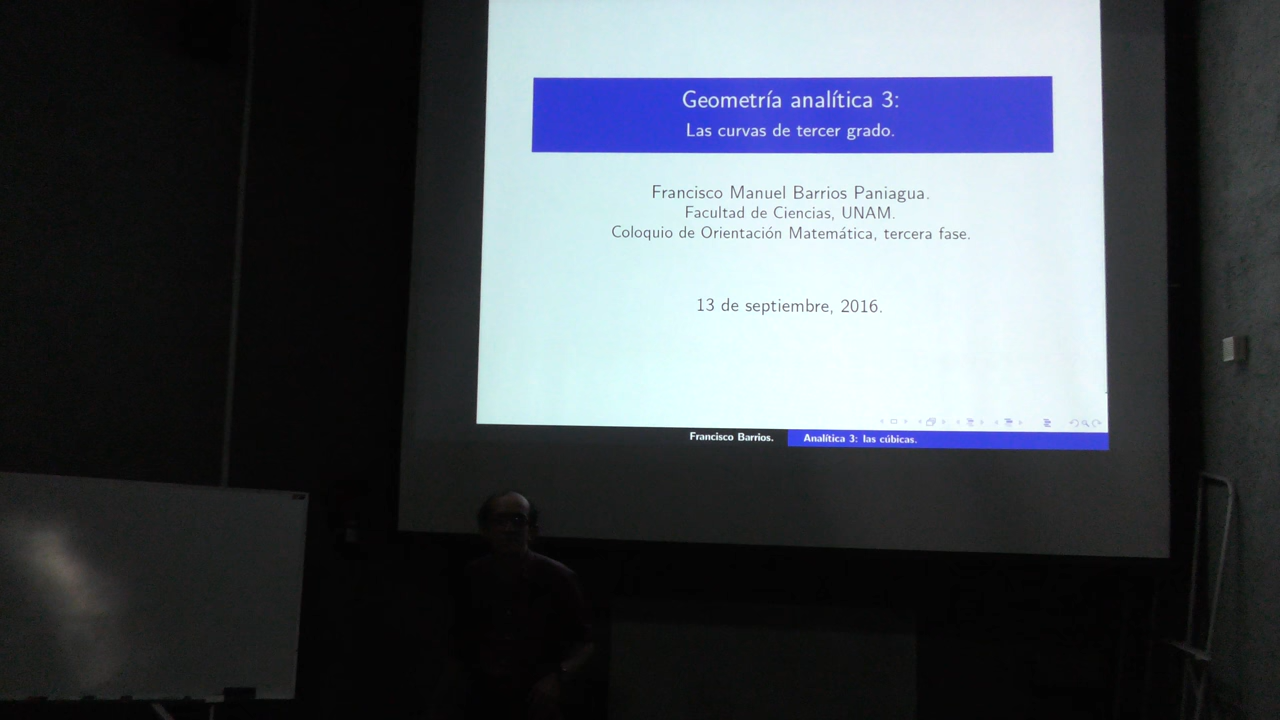 Geometría analítica 3:
Las curvas de tercer grado.
Francisco Manuel Barrios Paniagua.
Facultad de Ciencias, UNAM.
Coloquio de Orientación Matemática, tercera fase.
13 de septiembre, 2016.
Francisco Barrios. Analítica 3: las cúbicas.